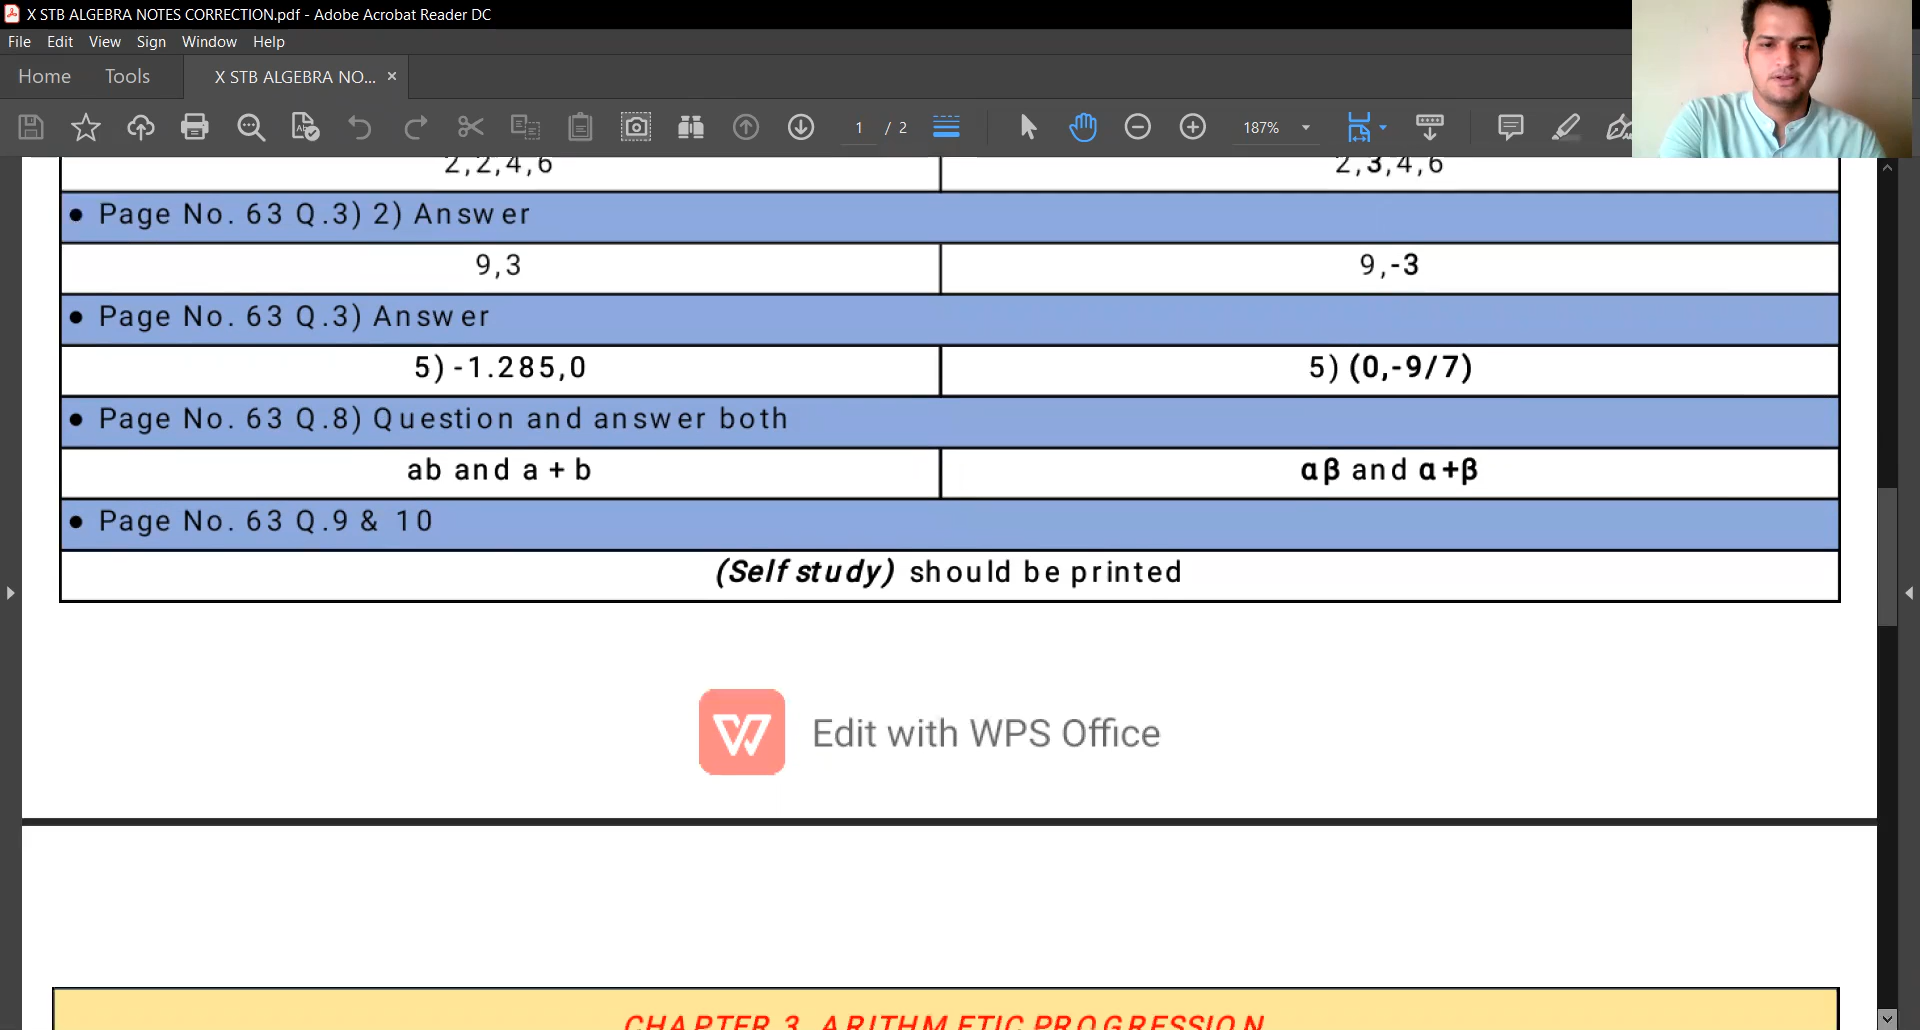 X STB ALGEBRA NOTES CORRECTION.pdf - Adobe Acrobat Reader DC
File Edit View Sign Window Help
Home Tools X STB ALGEBRA NO... ×
1 / 2 187%
2,2,4,6 2,3,4,6
• Page No. 63 Q.3) 2) Answer
9,3 9,-3
• Page No. 63 Q.3) Answer
5) -1.285,0 5) (0,-9/7)
• Page No. 63 Q.8) Question and answer both
ab and a + b αβ and α+β
• Page No. 63 Q.9 & 10
(Self study) should be printed
Edit with WPS Office
CHAPTER 3. ARITHMETIC PROGRESSION